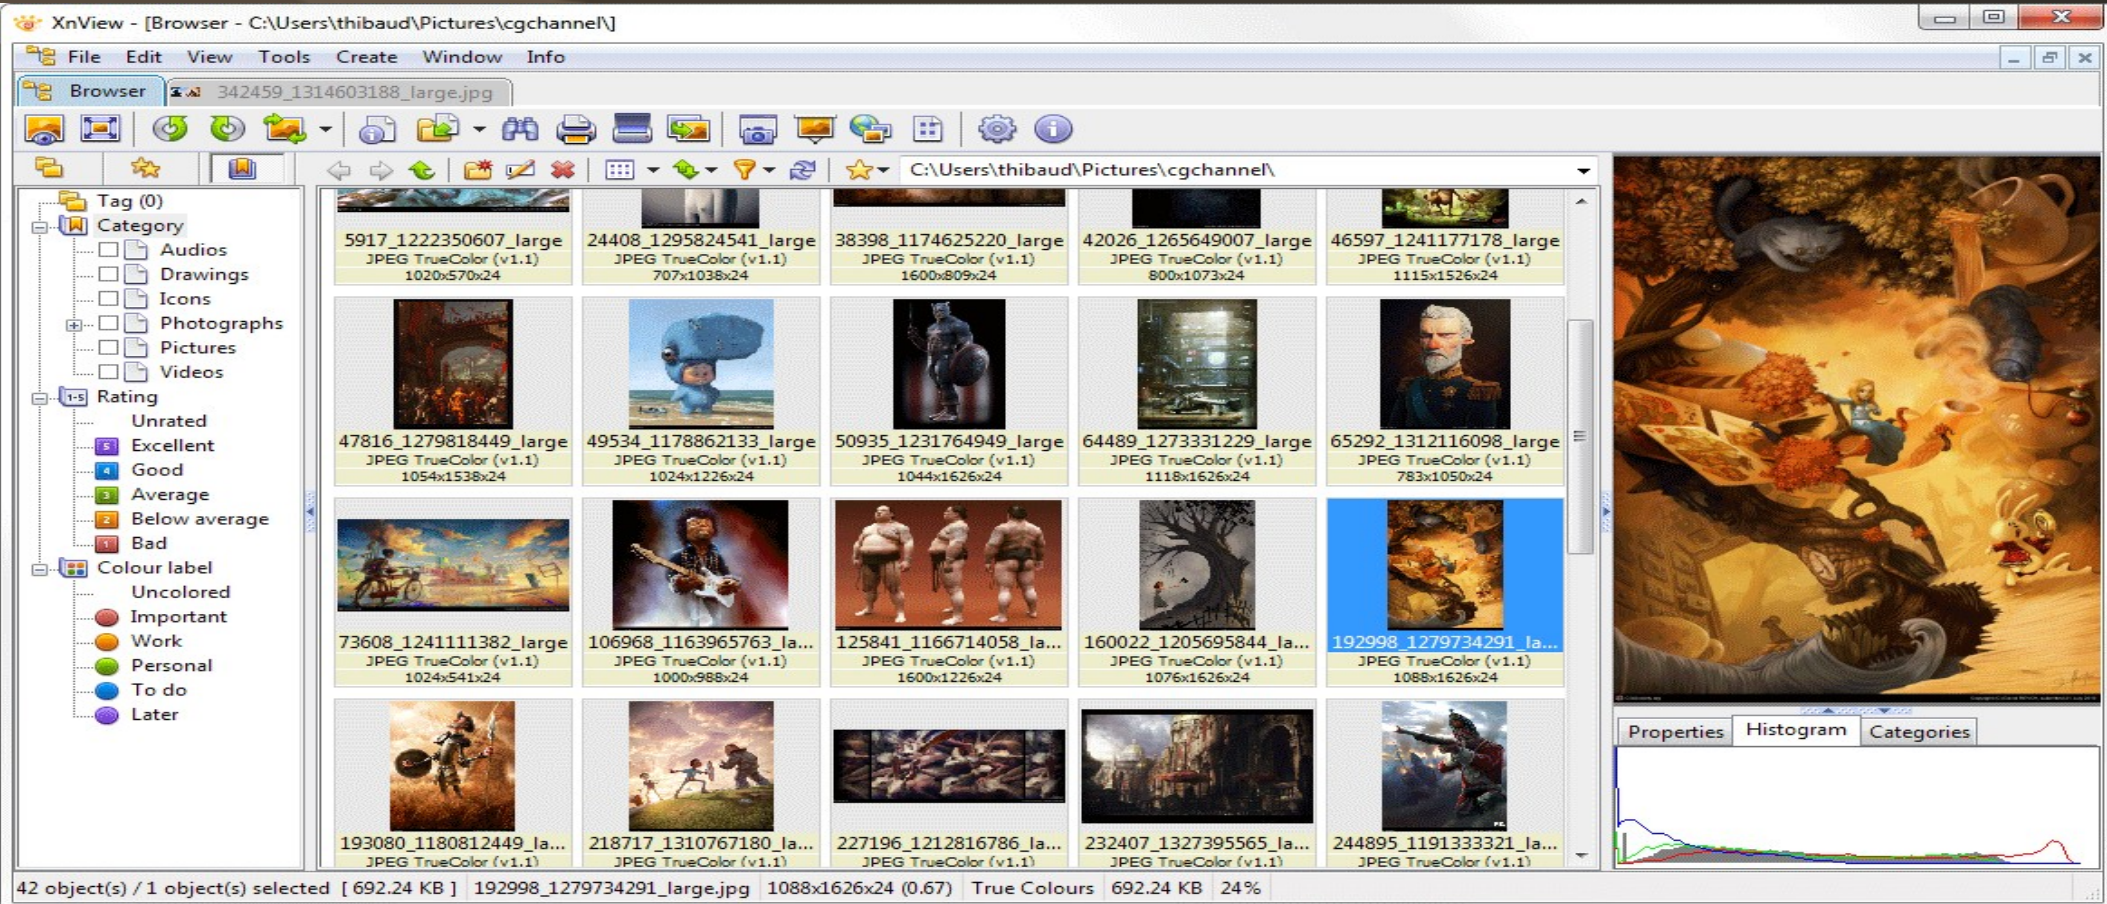 XnView - [Browser - C:\Users\thibaud\Pictures\cgchannel\]
File Edit View Tools Create Window Info
Browser 342459_1314603188_large.jpg
C:\Users\thibaud\Pictures\cgchannel\
Tag (0)
Category
Audios
Drawings
Icons
Photographs
Pictures
Videos
1-5 Rating
Unrated
5 Excellent
4 Good
3 Average
2 Below average
1 Bad
Colour label
Uncolored
Important
Work
Personal
To do
Later
5917_1222350607_large 24408_1295824541_large 38398_1174625220_large 42026_1265649007_large 46597_1241177178_large
JPEG TrueColor (v1.1) JPEG TrueColor (v1.1) JPEG TrueColor (v1.1) JPEG TrueColor (v1.1) JPEG TrueColor (v1.1)
1020x570x24 707x1038x24 1600x809x24 800x1073x24 1115x1526x24
47816_1279818449_large 49534_1178862133_large 50935_1231764949_large 64489_1273331229_large 65292_1312116098_large
JPEG TrueColor (v1.1) JPEG TrueColor (v1.1) JPEG TrueColor (v1.1) JPEG TrueColor (v1.1) JPEG TrueColor (v1.1)
1054x1538x24 1024x1226x24 1044x1626x24 1118x1626x24 783x1050x24
73608_1241111382_large 106968_1163965763_la... 125841_1166714058_la... 160022_1205695844_la... 192998_1279734291_la...
JPEG TrueColor (v1.1) JPEG TrueColor (v1.1) JPEG TrueColor (v1.1) JPEG TrueColor (v1.1) JPEG TrueColor (v1.1)
1024x541x24 1000x988x24 1600x1226x24 1076x1626x24 1088x1626x24
193080_1180812449_la... 218717_1310767180_la... 227196_1212816786_la... 232407_1327395565_la... 244895_1191333321_la...
JPEG TrueColor (v1.1) JPEG TrueColor (v1.1) JPEG TrueColor (v1.1) JPEG TrueColor (v1.1) JPEG TrueColor (v1.1)
Properties Histogram Categories
42 object(s) / 1 object(s) selected [ 692.24 KB ] 192998_1279734291_large.jpg 1088x1626x24 (0.67) True Colours 692.24 KB 24%